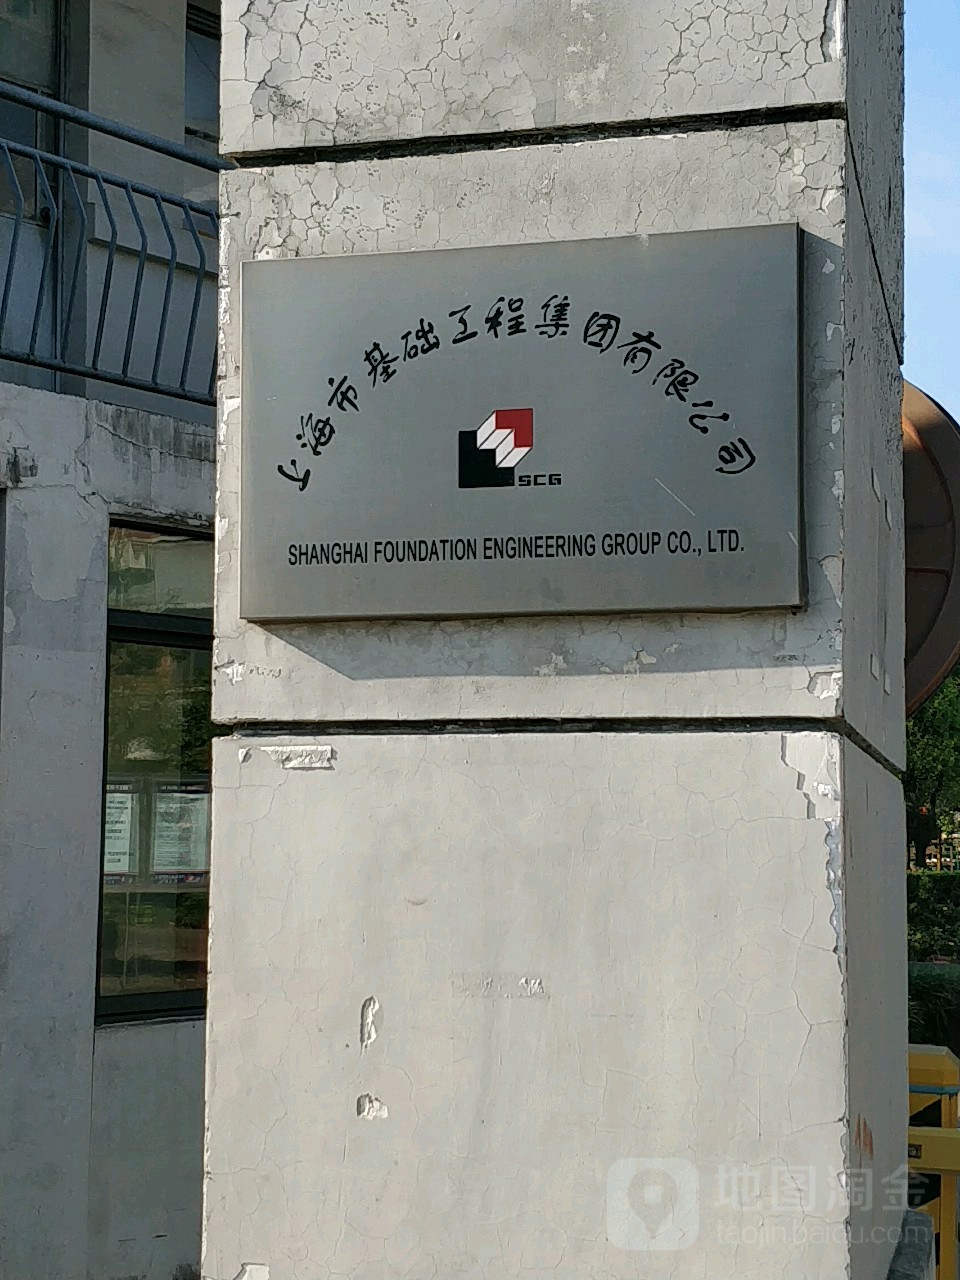 上海市基础工程集团有限公司
SCG
SHANGHAI FOUNDATION ENGINEERING GROUP CO., LTD.
地图淘金
taojin.baidu.com